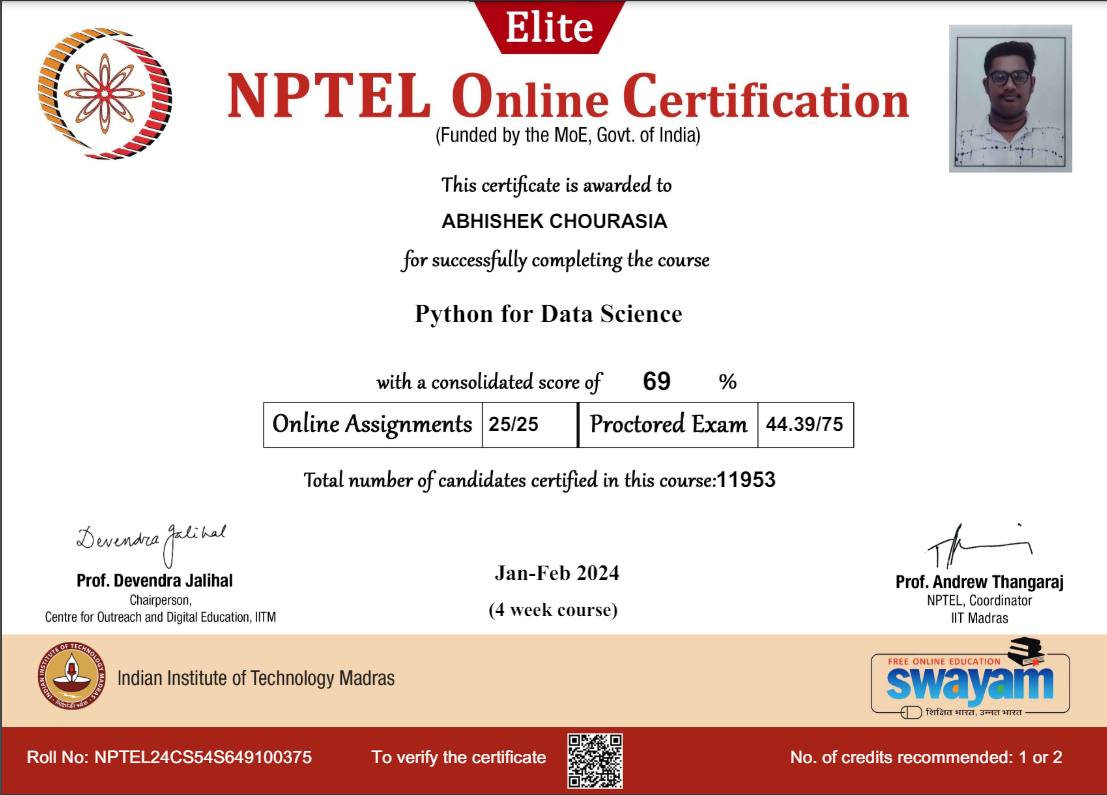 Elite
NPTEL Online Certification
(Funded by the MoE, Govt. of India)
This certificate is awarded to
ABHISHEK CHOURASIA
for successfully completing the course
Python for Data Science
with a consolidated score of 69 %
Online Assignments 25/25 Proctored Exam 44.39/75
Total number of candidates certified in this course:11953
Devendra Jalihal
Prof. Devendra Jalihal
Chairperson,
Centre for Outreach and Digital Education, IITM
Jan-Feb 2024
(4 week course)
Prof. Andrew Thangaraj
NPTEL, Coordinator
IIT Madras
INDIAN INSTITUTE OF TECHNOLOGY MADRAS
Indian Institute of Technology Madras
FREE ONLINE EDUCATION
swayam
शिक्षित भारत, उन्नत भारत
Roll No: NPTEL24CS54S649100375
To verify the certificate
No. of credits recommended: 1 or 2